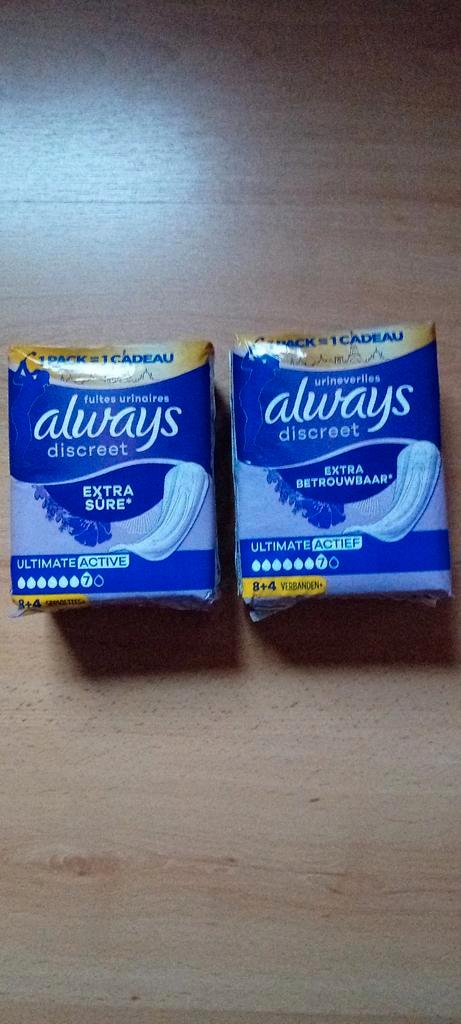 1 PACK = 1 CADEAU
fuites urinaires
always
discreet
EXTRA
SÛRE*
ULTIMATE ACTIVE
7
8+4 SERVIETTES+
PACK = 1 CADEAU
urineverlies
always
discreet
EXTRA
BETROUWBAAR*
ULTIMATE ACTIEF
7
8+4 VERBANDEN+